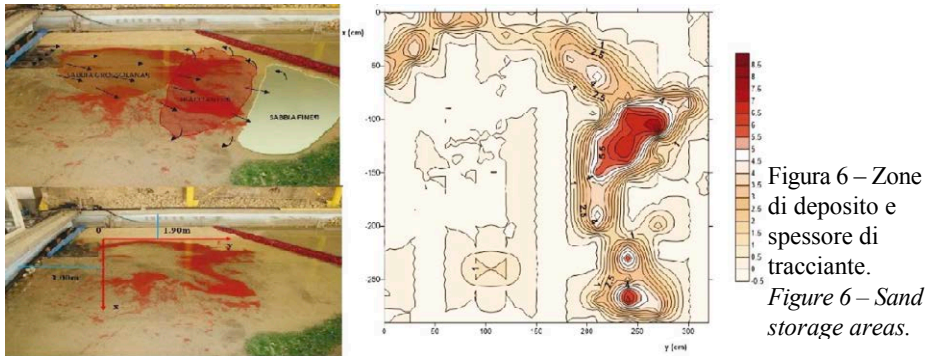 SABBIA FINE
0
1.90m
y
x
x (cm)
0
50
100
150
200
250
0 50 100 150 200 250 300
y (cm)
8.5
8
7.5
7
6.5
6
5.5
5
4.5
4
3.5
3
2.5
2
1.5
1
0.5
0
-0.5
Figura 6 – Zone
di deposito e
spessore di
tracciante.
Figure 6 – Sand
storage areas.